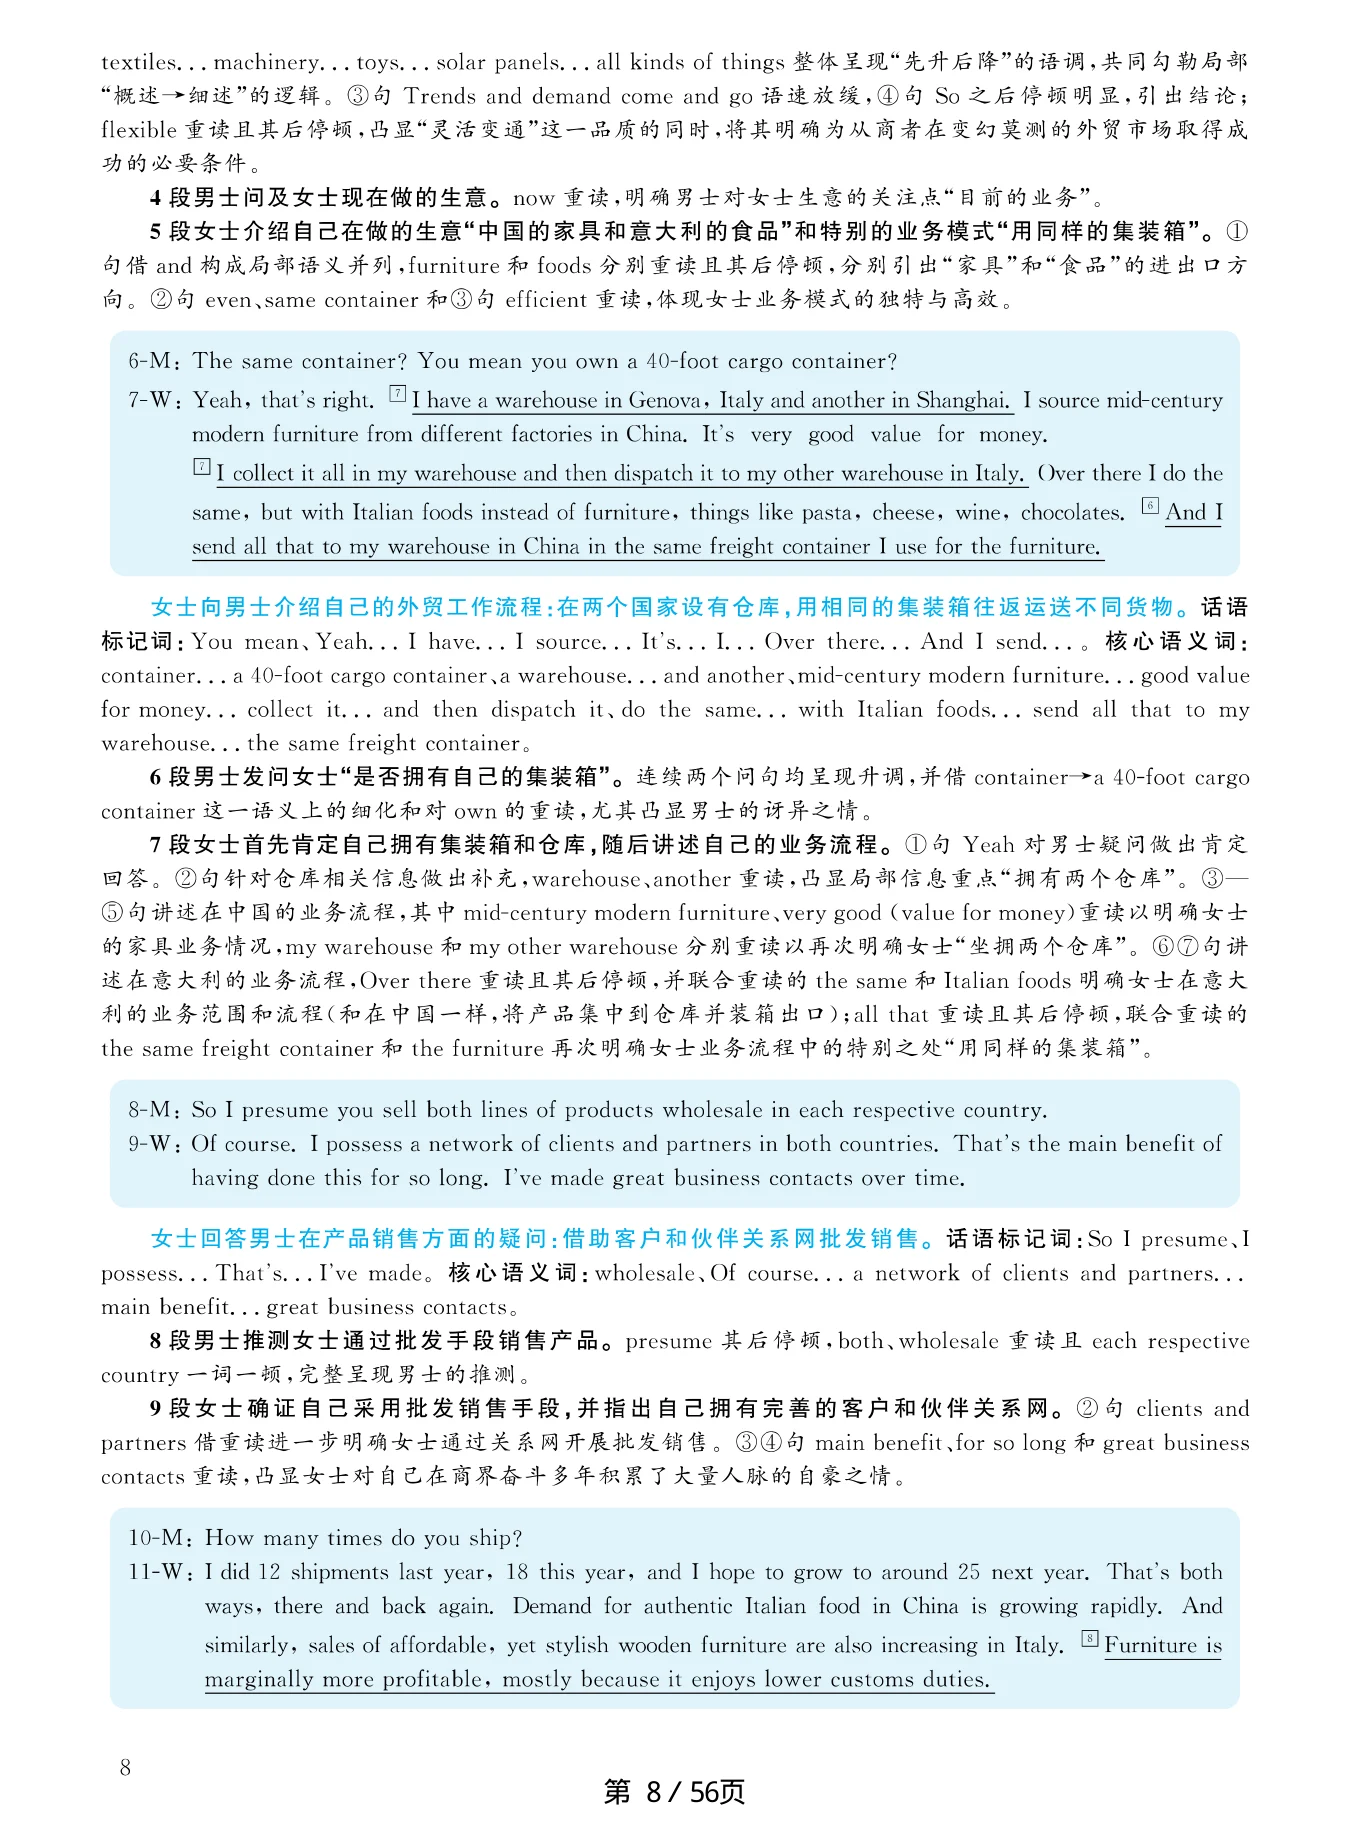 textiles...machinery...toys...solar panels...all kinds of things 整体呈现“先升后降”的语调,共同勾勒局部
“概述→细述”的逻辑。③句 Trends and demand come and go 语速放缓,④句 So 之后停顿明显,引出结论;
flexible 重读且其后停顿,凸显“灵活变通”这一品质的同时,将其明确为从商者在变幻莫测的外贸市场取得成
功的必要条件。
4 段男士问及女士现在做的生意。now 重读,明确男士对女士生意的关注点“目前的业务”。
5 段女士介绍自己在做的生意“中国的家具和意大利的食品”和特别的业务模式“用同样的集装箱”。①
句借 and 构成局部语义并列,furniture 和 foods 分别重读且其后停顿,分别引出“家具”和“食品”的进出口方
向。②句 even、same container 和③句 efficient 重读,体现女士业务模式的独特与高效。
6-M: The same container? You mean you own a 40-foot cargo container?
7-W: Yeah, that's right. 7 I have a warehouse in Genova, Italy and another in Shanghai. I source mid-century
modern furniture from different factories in China. It's very good value for money.
7 I collect it all in my warehouse and then dispatch it to my other warehouse in Italy. Over there I do the
same, but with Italian foods instead of furniture, things like pasta, cheese, wine, chocolates. 6 And I
send all that to my warehouse in China in the same freight container I use for the furniture.
女士向男士介绍自己的外贸工作流程:在两个国家设有仓库,用相同的集装箱往返运送不同货物。话语
标记词:You mean、Yeah...I have...I source...It's...I...Over there...And I send...。核心语义词:
container...a 40-foot cargo container、a warehouse...and another、mid-century modern furniture...good value
for money...collect it...and then dispatch it、do the same...with Italian foods...send all that to my
warehouse...the same freight container。
6 段男士发问女士“是否拥有自己的集装箱”。连续两个问句均呈现升调,并借 container→a 40-foot cargo
container 这一语义上的细化和对 own 的重读,尤其凸显男士的讶异之情。
7 段女士首先肯定自己拥有集装箱和仓库,随后讲述自己的业务流程。①句 Yeah 对男士疑问做出肯定
回答。②句针对仓库相关信息做出补充,warehouse、another 重读,凸显局部信息重点“拥有两个仓库”。③—
⑤句讲述在中国的业务流程,其中 mid-century modern furniture、very good (value for money)重读以明确女士
的家具业务情况,my warehouse 和 my other warehouse 分别重读以再次明确女士“坐拥两个仓库”。⑥⑦句讲
述在意大利的业务流程,Over there 重读且其后停顿,并联合重读的 the same 和 Italian foods 明确女士在意大
利的业务范围和流程(和在中国一样,将产品集中到仓库并装箱出口);all that 重读且其后停顿,联合重读的
the same freight container 和 the furniture 再次明确女士业务流程中的特别之处“用同样的集装箱”。
8-M: So I presume you sell both lines of products wholesale in each respective country.
9-W: Of course. I possess a network of clients and partners in both countries. That's the main benefit of
having done this for so long. I've made great business contacts over time.
女士回答男士在产品销售方面的疑问:借助客户和伙伴关系网批发销售。话语标记词:So I presume、I
possess...That's...I've made。核心语义词:wholesale、Of course...a network of clients and partners...
main benefit...great business contacts。
8 段男士推测女士通过批发手段销售产品。presume 其后停顿,both、wholesale 重读且 each respective
country 一词一顿,完整呈现男士的推测。
9 段女士确证自己采用批发销售手段,并指出自己拥有完善的客户和伙伴关系网。②句 clients and
partners 借重读进一步明确女士通过关系网开展批发销售。③④句 main benefit、for so long 和 great business
contacts 重读,凸显女士对自己在商界奋斗多年积累了大量人脉的自豪之情。
10-M: How many times do you ship?
11-W: I did 12 shipments last year, 18 this year, and I hope to grow to around 25 next year. That's both
ways, there and back again. Demand for authentic Italian food in China is growing rapidly. And
similarly, sales of affordable, yet stylish wooden furniture are also increasing in Italy. 8 Furniture is
marginally more profitable, mostly because it enjoys lower customs duties.
8
第 8 / 56页